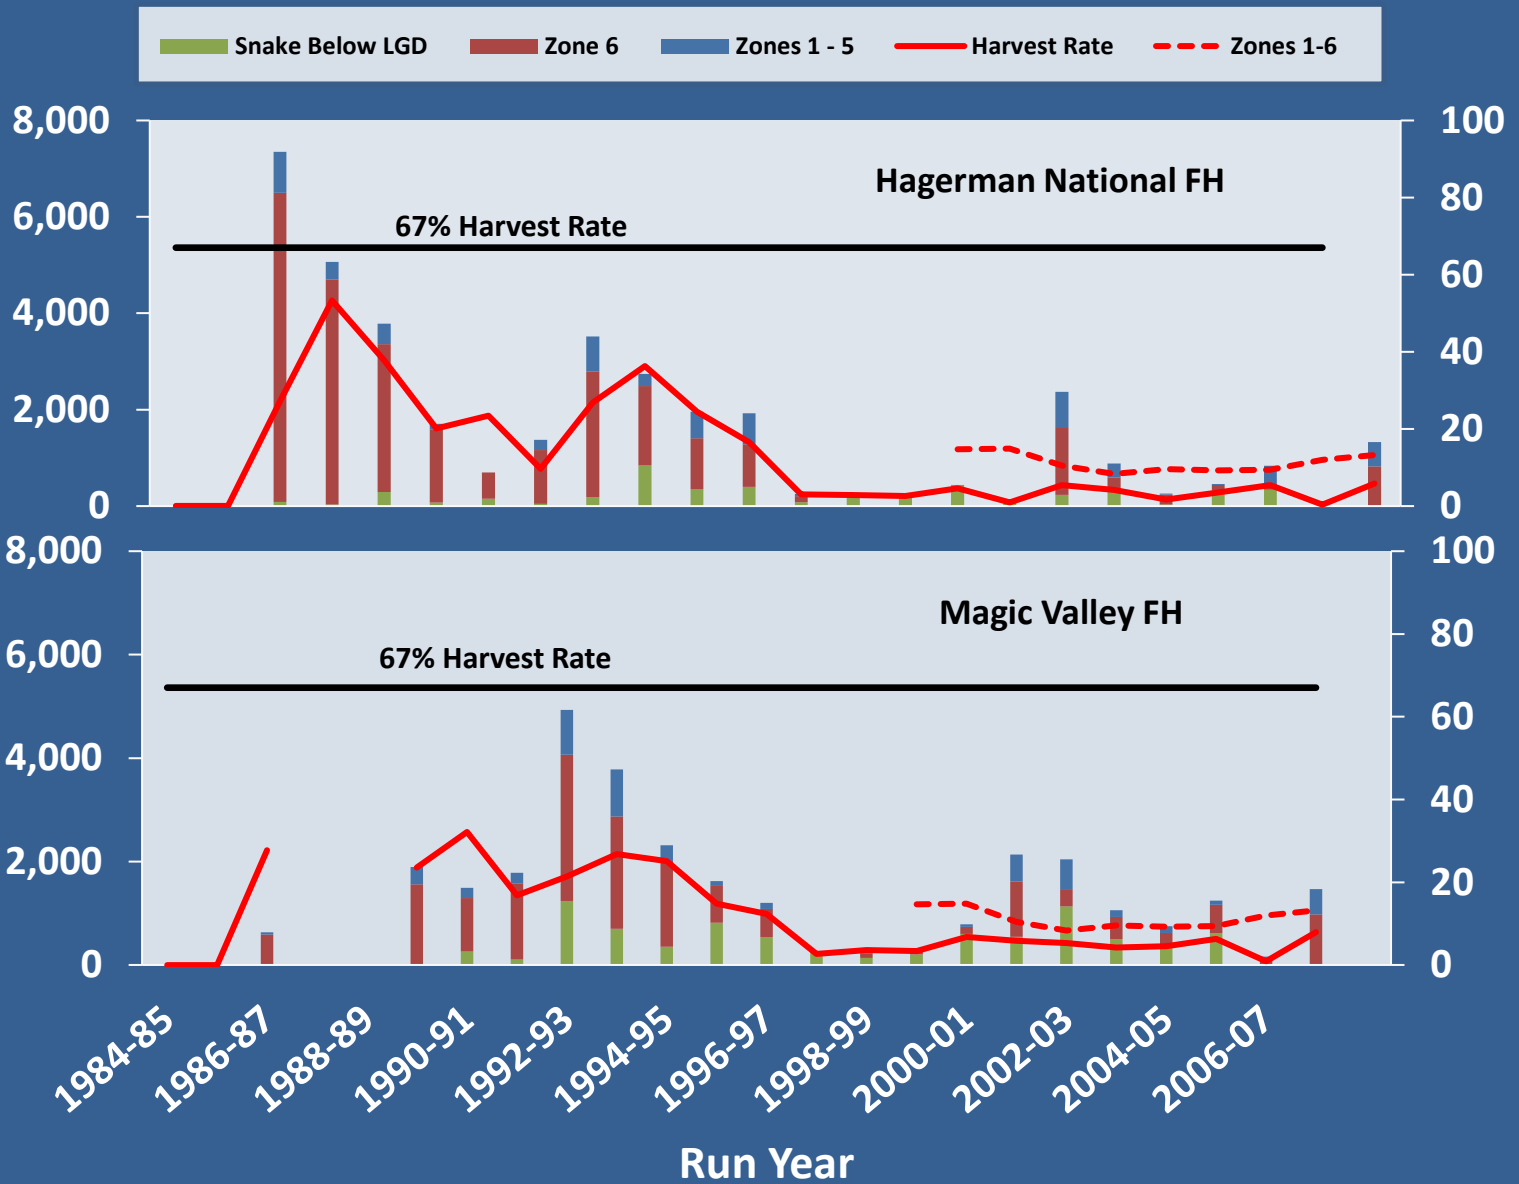 Snake Below LGD Zone 6 Zones 1 - 5 Harvest Rate Zones 1-6
8,000 100
Hagerman National FH
80
6,000
67% Harvest Rate
60
4,000
40
2,000
20
0 0
8,000 100
Magic Valley FH
80
6,000
67% Harvest Rate
60
4,000
40
2,000
20
0 0
1984-85 1986-87 1988-89 1990-91 1992-93 1994-95 1996-97 1998-99 2000-01 2002-03 2004-05 2006-07
Run Year